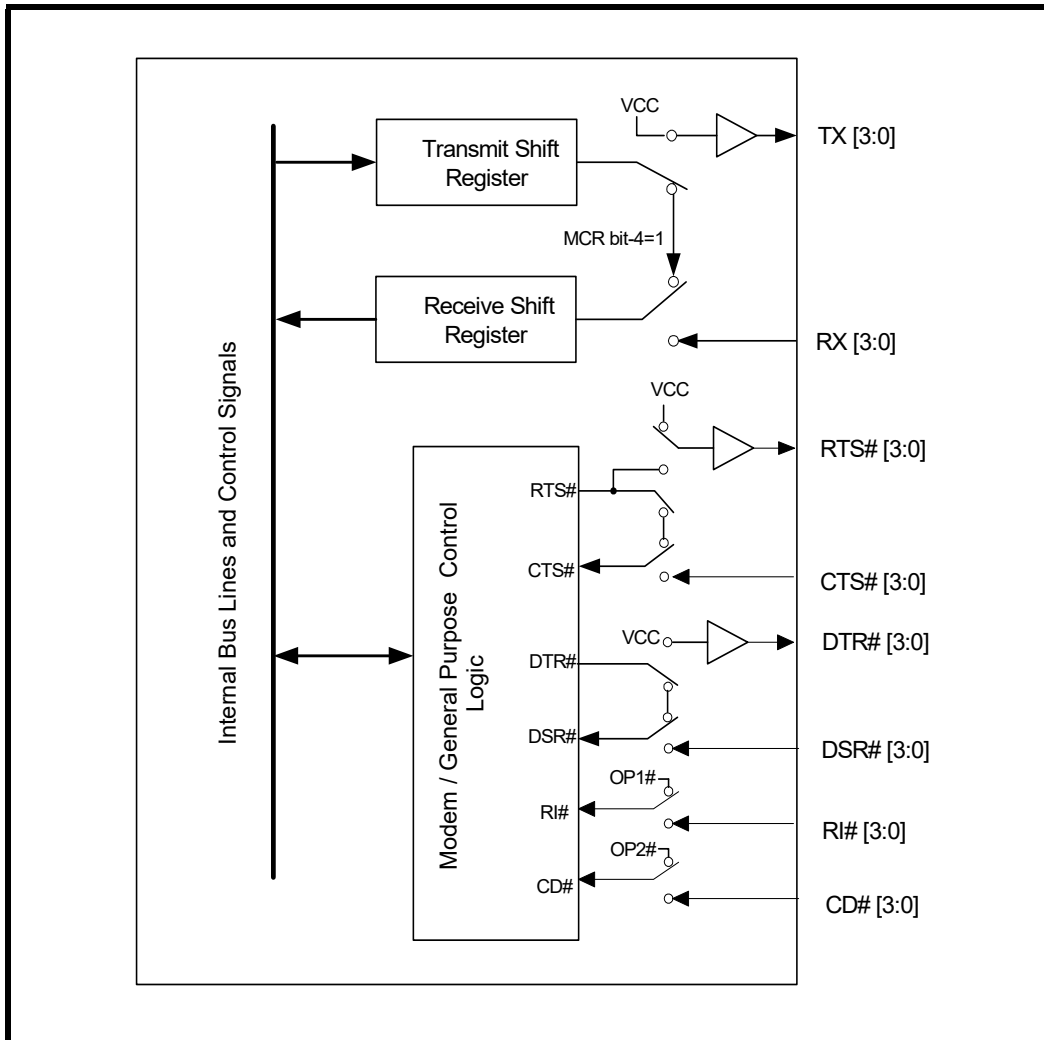 VCC
TX [3:0]
Transmit Shift
Register
MCR bit-4=1
Receive Shift
Register
RX [3:0]
VCC
RTS# [3:0]
RTS#
CTS#
CTS# [3:0]
VCC
DTR# [3:0]
DTR#
DSR#
DSR# [3:0]
OP1#
RI#
RI# [3:0]
OP2#
CD#
CD# [3:0]
Internal Bus Lines and Control Signals
Modem / General Purpose Control
Logic